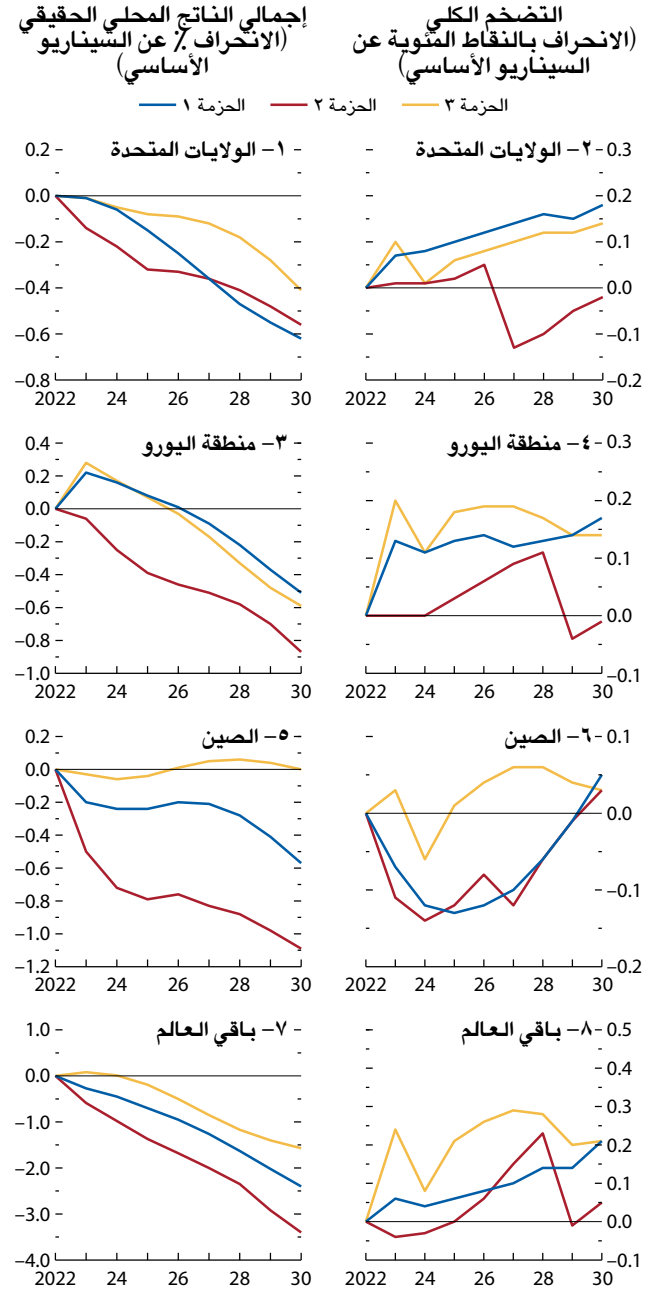 إجمالي الناتج المحلي الحقيقي
(الانحراف ٪ عن السيناريو
الأساسي)
التضخم الكلي
(الانحراف بالنقاط المئوية عن
السيناريو الأساسي)
الحزمة ١ الحزمة ٢ الحزمة ٣
١- الولايات المتحدة
0.2
0.0
–0.2
–0.4
–0.6
–0.8
2022 24 26 28 30
٢- الولايات المتحدة
0.3
0.2
0.1
0.0
–0.1
–0.2
2022 24 26 28 30
٣- منطقة اليورو
0.4
0.2
0.0
–0.2
–0.4
–0.6
–0.8
–1.0
2022 24 26 28 30
٤- منطقة اليورو
0.3
0.2
0.1
0.0
–0.1
2022 24 26 28 30
٥- الصين
0.2
0.0
–0.2
–0.4
–0.6
–0.8
–1.0
–1.2
2022 24 26 28 30
٦- الصين
0.1
0.0
–0.1
–0.2
2022 24 26 28 30
٧- باقي العالم
1.0
0.0
–1.0
–2.0
–3.0
–4.0
2022 24 26 28 30
٨- باقي العالم
0.5
0.4
0.3
0.2
0.1
0.0
–0.1
2022 24 26 28 30